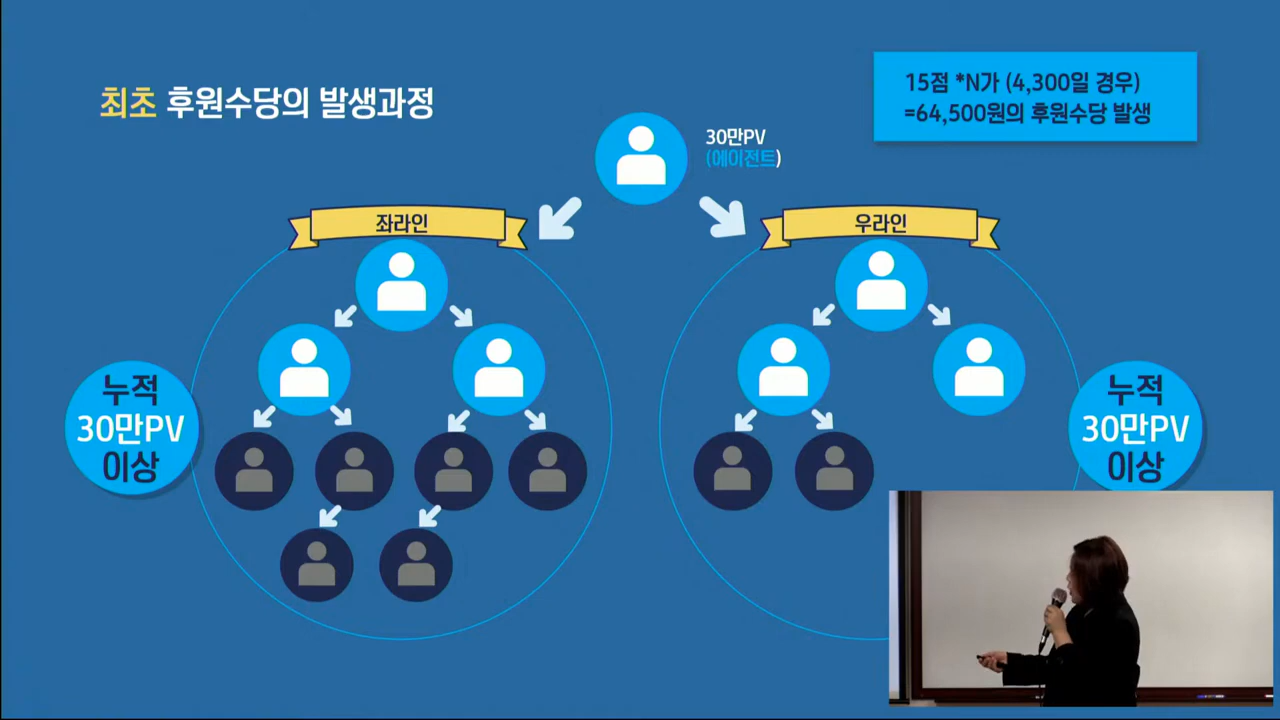 최초 후원수당의 발생과정
15점 *N가 (4,300일 경우)
=64,500원의 후원수당 발생
30만PV
(에이전트)
좌라인
우라인
누적
30만PV
이상
누적
30만PV
이상